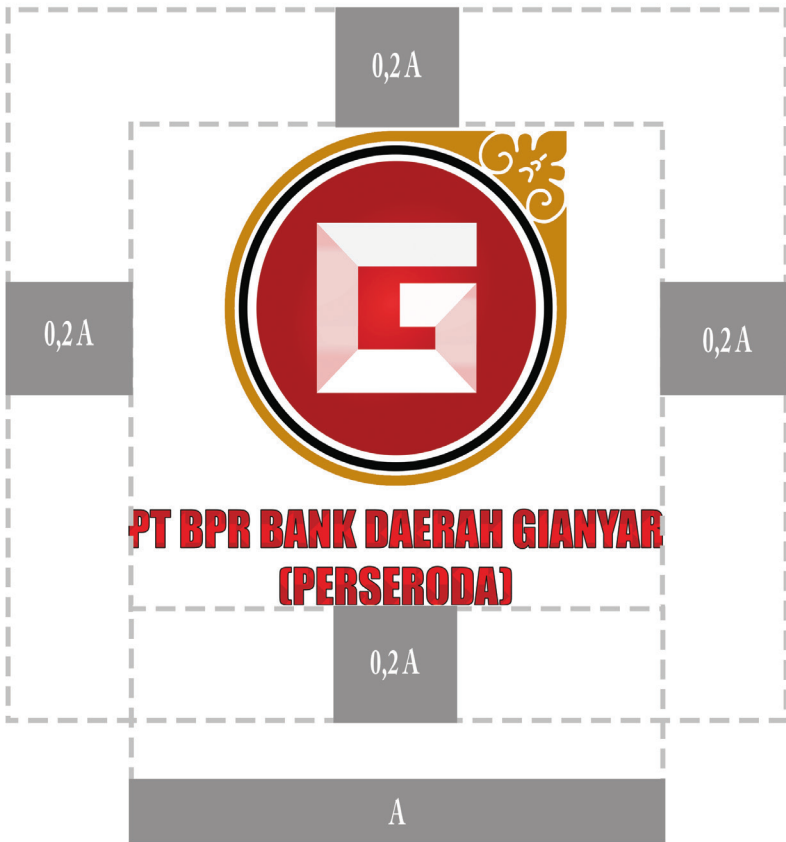 0,2 A
0,2 A
0,2 A
PT BPR BANK DAERAH GIANYAR
(PERSERODA)
0,2 A
A